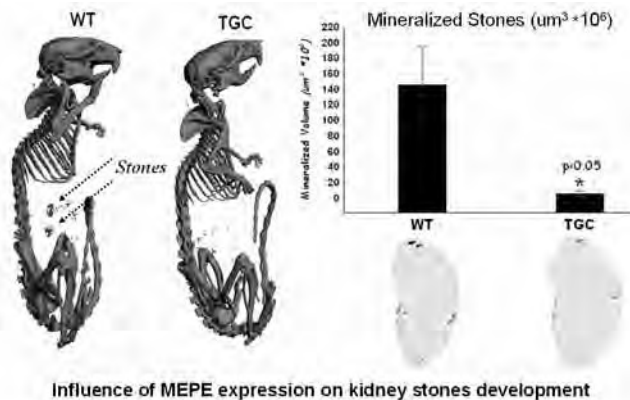 WT
TGC
Stones
Mineralized Stones (um³ *10⁶)
Mineralized Volume (um³ *10⁶)
220
200
180
160
140
120
100
80
60
40
20
0
p>0.05
*
WT
TGC
Influence of MEPE expression on kidney stones development